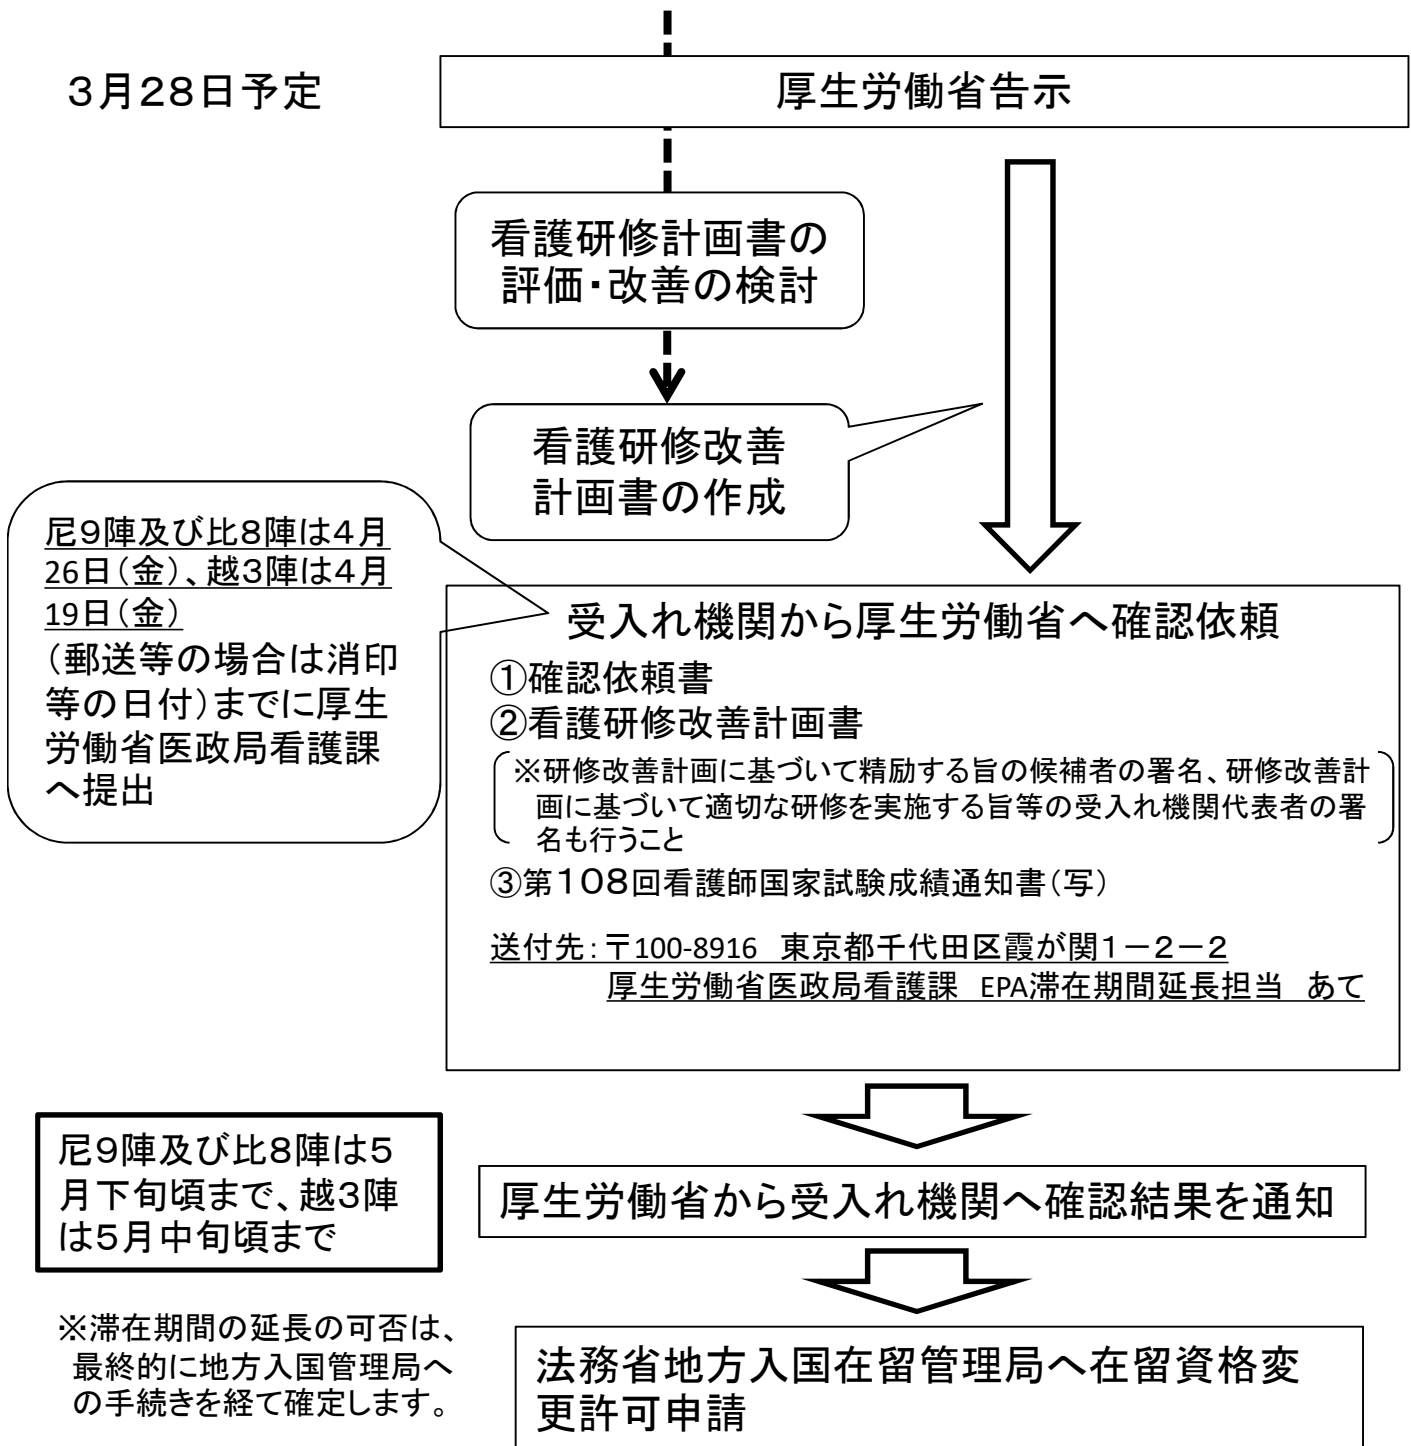 3月28日予定
厚生労働省告示
看護研修計画書の
評価・改善の検討
看護研修改善
計画書の作成
尼9陣及び比8陣は4月
26日（金）、越3陣は4月
19日（金）
（郵送等の場合は消印
等の日付）までに厚生
労働省医政局看護課
へ提出
受入れ機関から厚生労働省へ確認依頼
①確認依頼書
②看護研修改善計画書
※研修改善計画に基づいて精励する旨の候補者の署名、研修改善計
画に基づいて適切な研修を実施する旨等の受入れ機関代表者の署
名も行うこと
③第108回看護師国家試験成績通知書（写）
送付先：〒100-8916　東京都千代田区霞が関1－2－2
厚生労働省医政局看護課　EPA滞在期間延長担当　あて
尼9陣及び比8陣は5
月下旬頃まで、越3陣
は5月中旬頃まで
厚生労働省から受入れ機関へ確認結果を通知
※滞在期間の延長の可否は、
最終的に地方入国管理局へ
の手続きを経て確定します。
法務省地方入国在留管理局へ在留資格変
更許可申請